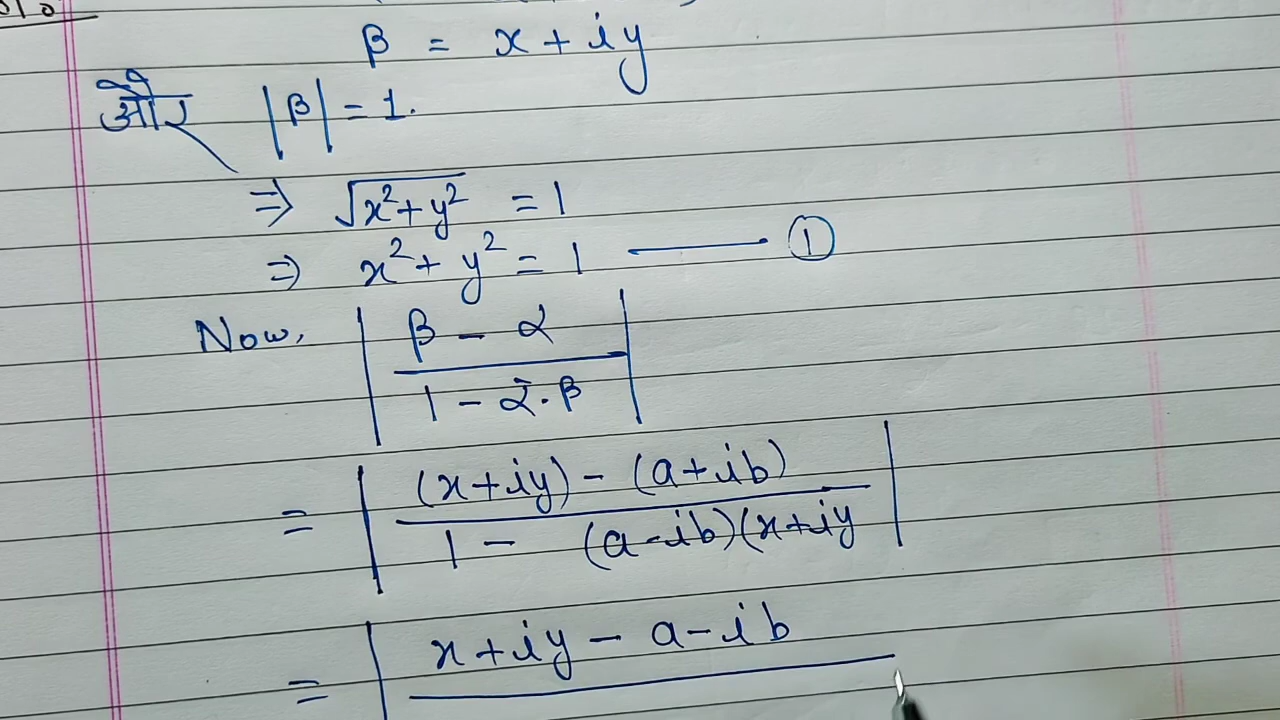 β = x + iy
और |β| = 1.
⇒ √x²+y² = 1
⇒ x² + y² = 1 ——— ①
Now, | β - α / 1 - ᾱ·β |
= | (x+iy) - (a+ib) / 1 - (a-ib)(x+iy |
= | x+iy - a-ib